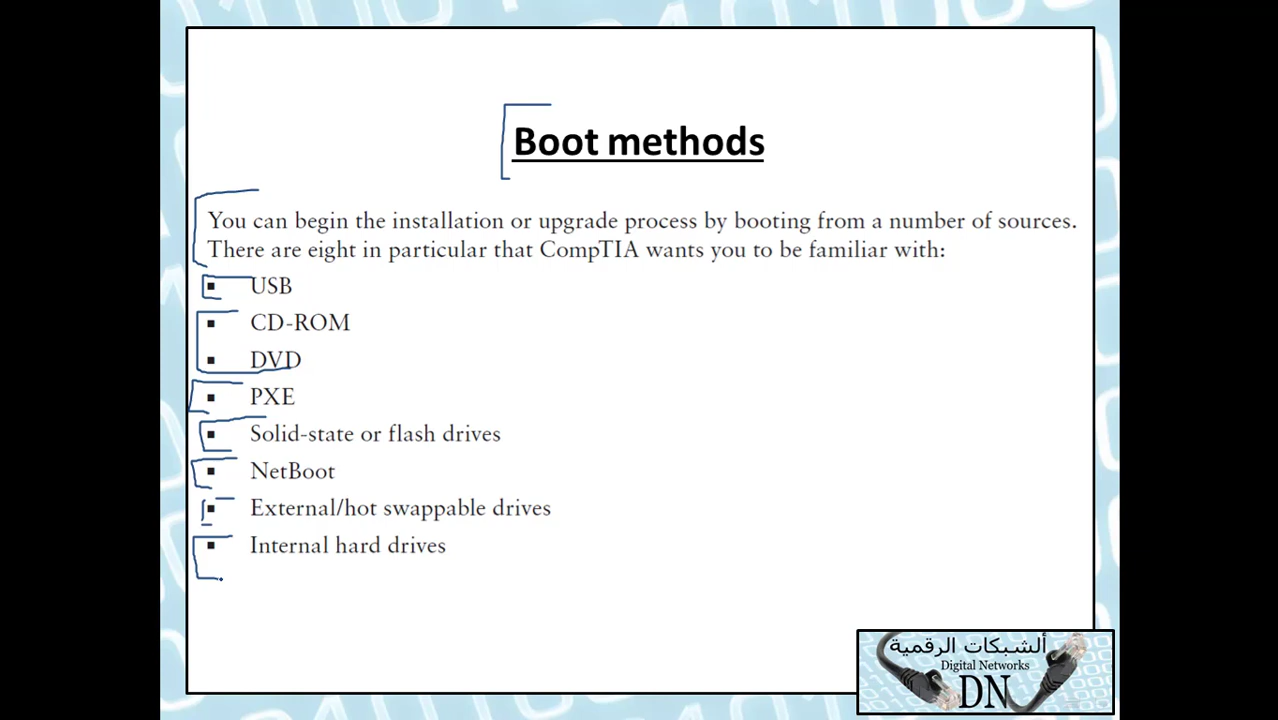 Boot methods
You can begin the installation or upgrade process by booting from a number of sources.
There are eight in particular that CompTIA wants you to be familiar with:
▪ USB
▪ CD-ROM
▪ DVD
▪ PXE
▪ Solid-state or flash drives
▪ NetBoot
▪ External/hot swappable drives
▪ Internal hard drives
ألشبكات الرقمية
Digital Networks
DN